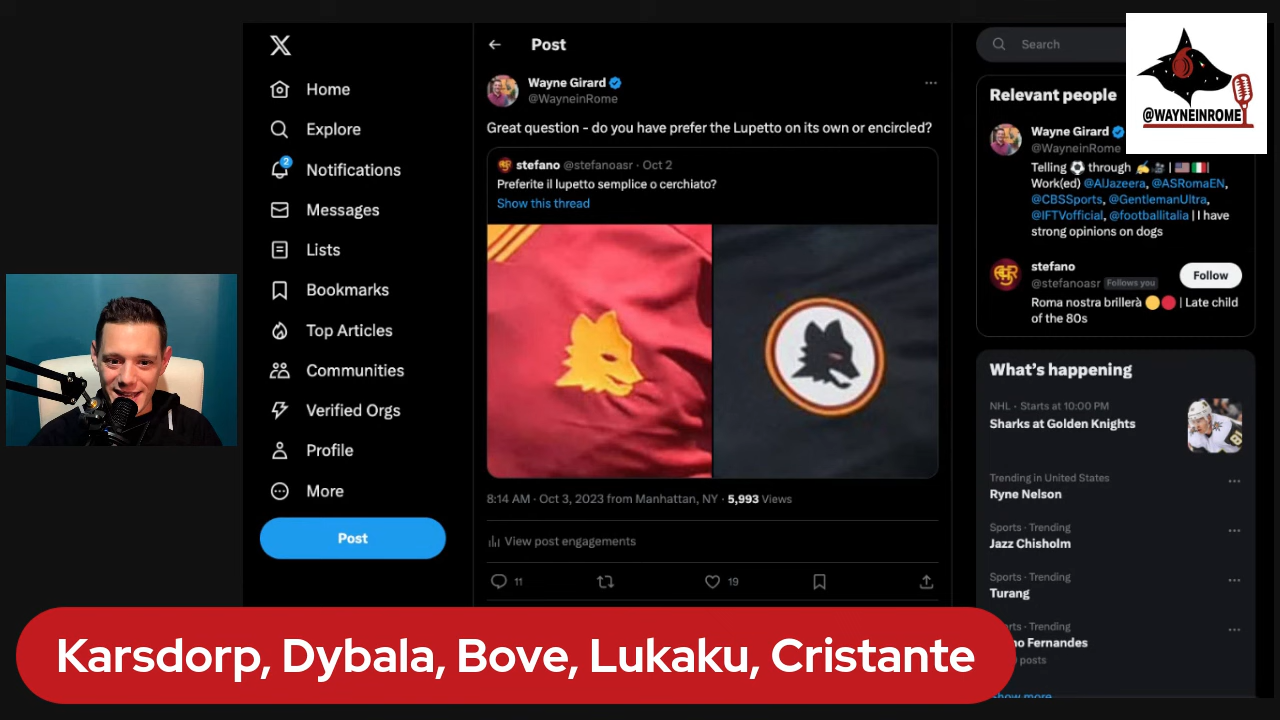 Home
Explore
2
Notifications
Messages
Lists
Bookmarks
Top Articles
Communities
Verified Orgs
Profile
More
Post
Post
Wayne Girard
@WayneinRome
Great question - do you have prefer the Lupetto on its own or encircled?
stefano @stefanoasr · Oct 2
Preferite il lupetto semplice o cerchiato?
Show this thread
8:14 AM · Oct 3, 2023 from Manhattan, NY · 5,993 Views
View post engagements
11
19
Search
@WAYNEINROME
Relevant people
Wayne Girard
@WayneinRome
Telling ⚽ through ✍🎥 | 🇺🇸🇮🇹|
Work(ed) @AUazeera, @ASRomaEN,
@CBSSports, @GentlemanUltra,
@IFTVofficial, @footballitalia | I have
strong opinions on dogs
stefano
@stefanoasr Follows you
Follow
Roma nostra brillerà 🟡🔴 | Late child
of the 80s
What's happening
NHL · Starts at 10:00 PM
Sharks at Golden Knights
Trending in United States
Ryne Nelson
Sports · Trending
Jazz Chisholm
Sports · Trending
Turang
Trending
Fernandes
posts
Show more
Karsdorp, Dybala, Bove, Lukaku, Cristante